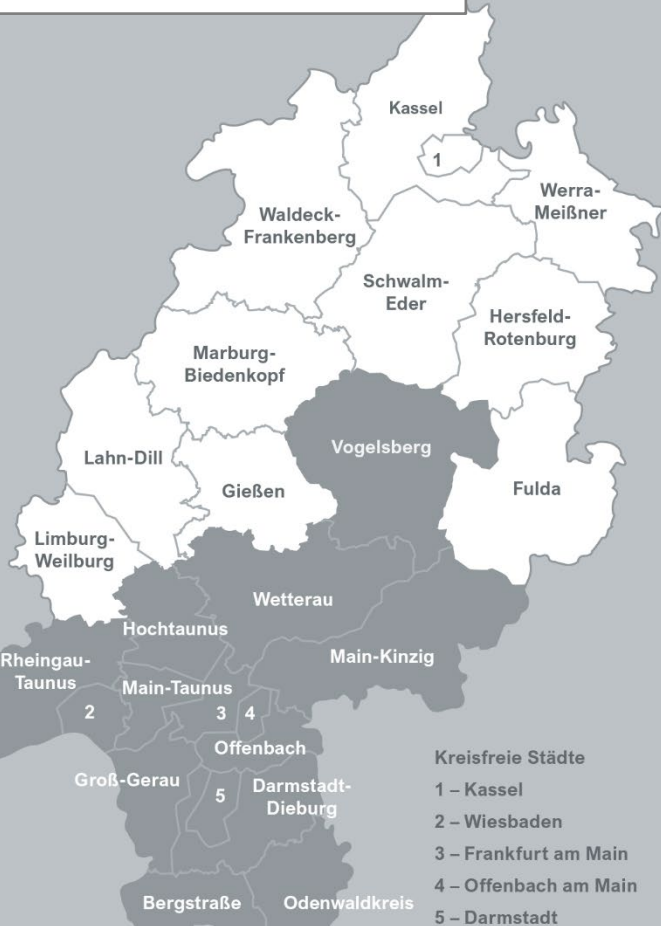 Kassel
1
Werra-
Meißner
Waldeck-
Frankenberg
Schwalm-
Eder
Hersfeld-
Rotenburg
Marburg-
Biedenkopf
Vogelsberg
Lahn-Dill
Gießen
Fulda
Limburg-
Weilburg
Wetterau
Hochtaunus
Main-Kinzig
Rheingau-
Taunus
Main-Taunus
2
3
4
Offenbach
Groß-Gerau
5
Darmstadt-
Dieburg
Bergstraße
Odenwaldkreis
Kreisfreie Städte
1 – Kassel
2 – Wiesbaden
3 – Frankfurt am Main
4 – Offenbach am Main
5 – Darmstadt